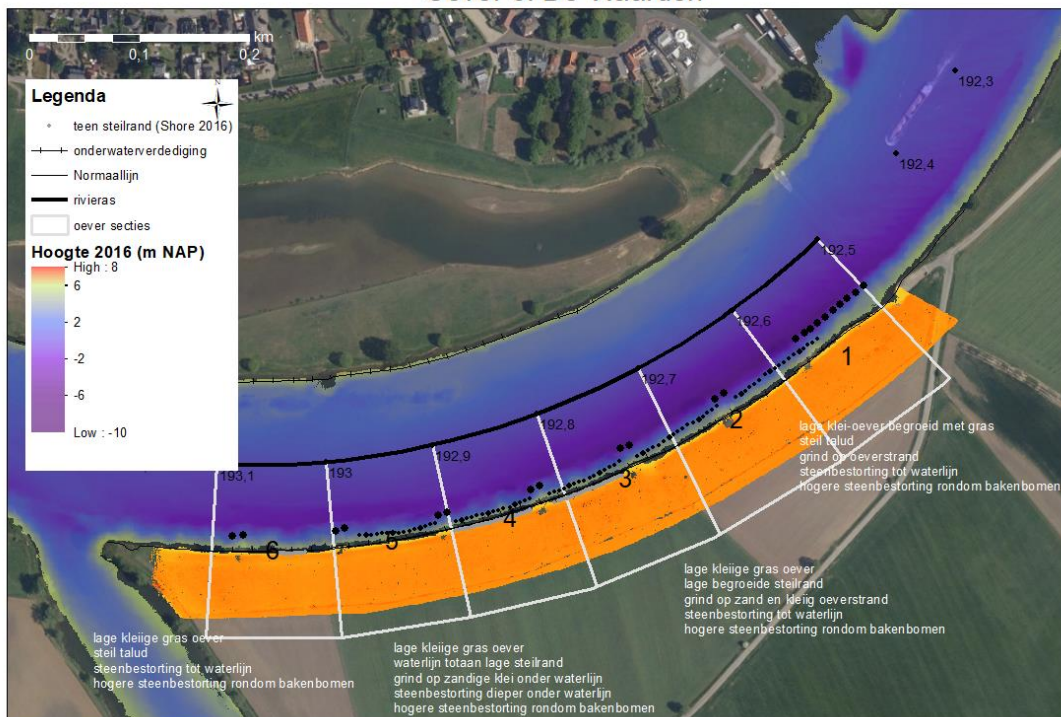 0 0,1 0,2
km
Legenda
N
teen steilrand (Shore 2016)
onderwaterverdediging
Normaallijn
rivieras
oever secties
Hoogte 2016 (m NAP)
High : 8
6
2
-2
-6
Low : -10
192,3
192,4
192,5
192,6
192,7
192,8
192,9
193
193,1
1
2
3
4
5
6
lage klei-oever begroeid met gras
steil talud
grind op oeverstrand
steenbestorting tot waterlijn
hogere steenbestorting rondom bakenbomen
lage kleiige gras oever
lage begroeide steilrand
grind op zand en kleiig oeverstrand
steenbestorting tot waterlijn
hogere steenbestorting rondom bakenbomen
lage kleiige gras oever
waterlijn totaan lage steilrand
grind op zandige klei onder waterlijn
steenbestorting dieper onder waterlijn
hogere steenbestorting rondom bakenbomen
lage kleiige gras oever
steil talud
steenbestorting tot waterlijn
hogere steenbestorting rondom bakenbomen